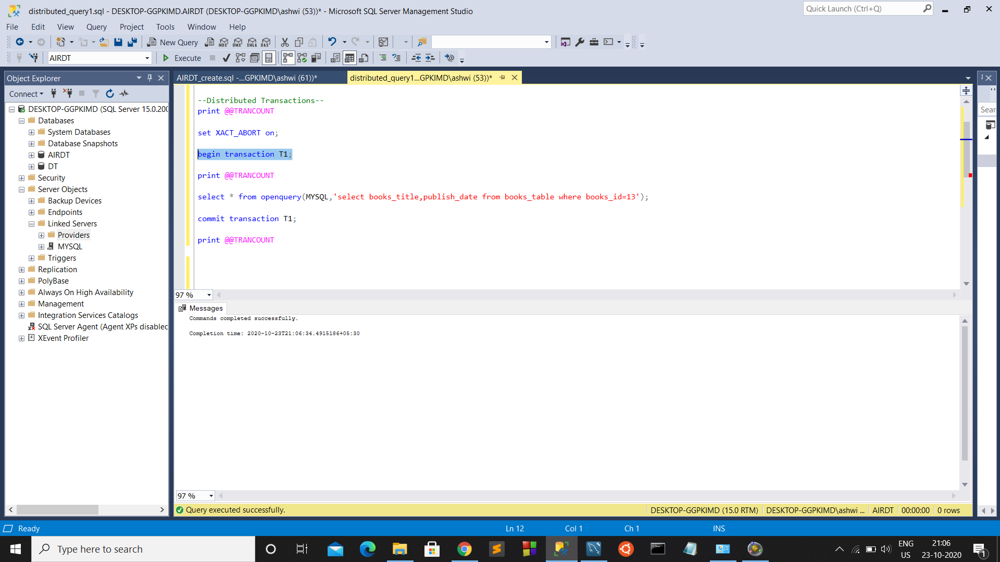 distributed_query1.sql - DESKTOP-GGPKIMD.AIRDT (DESKTOP-GGPKIMD\ashwi (53))* - Microsoft SQL Server Management Studio
Quick Launch (Ctrl+Q)
File Edit View Query Project Tools Window Help
New Query MDX DMX XMLA DAX
AIRDT Execute
Object Explorer
AIRDT_create.sql -...GPKIMD\ashwi (61))* distributed_query1...GPKIMD\ashwi (53))*
Connect
DESKTOP-GGPKIMD (SQL Server 15.0.200
Databases
System Databases
Database Snapshots
AIRDT
DT
Security
Server Objects
Backup Devices
Endpoints
Linked Servers
Providers
MYSQL
Triggers
Replication
PolyBase
Always On High Availability
Management
Integration Services Catalogs
SQL Server Agent (Agent XPs disablec
XEvent Profiler
--Distributed Transactions--
print @@TRANCOUNT
set XACT_ABORT on;
begin transaction T1;
print @@TRANCOUNT
select * from openquery(MYSQL,'select books_title,publish_date from books_table where books_id=13');
commit transaction T1;
print @@TRANCOUNT
97 %
Messages
Commands completed successfully.
Completion time: 2020-10-23T21:06:34.4915186+05:30
97 %
Query executed successfully.
DESKTOP-GGPKIMD (15.0 RTM) DESKTOP-GGPKIMD\ashwi ... AIRDT 00:00:00 0 rows
Sear
Ready Ln 12 Col 1 Ch 1 INS
Type here to search
ENG
US
21:06
23-10-2020
1